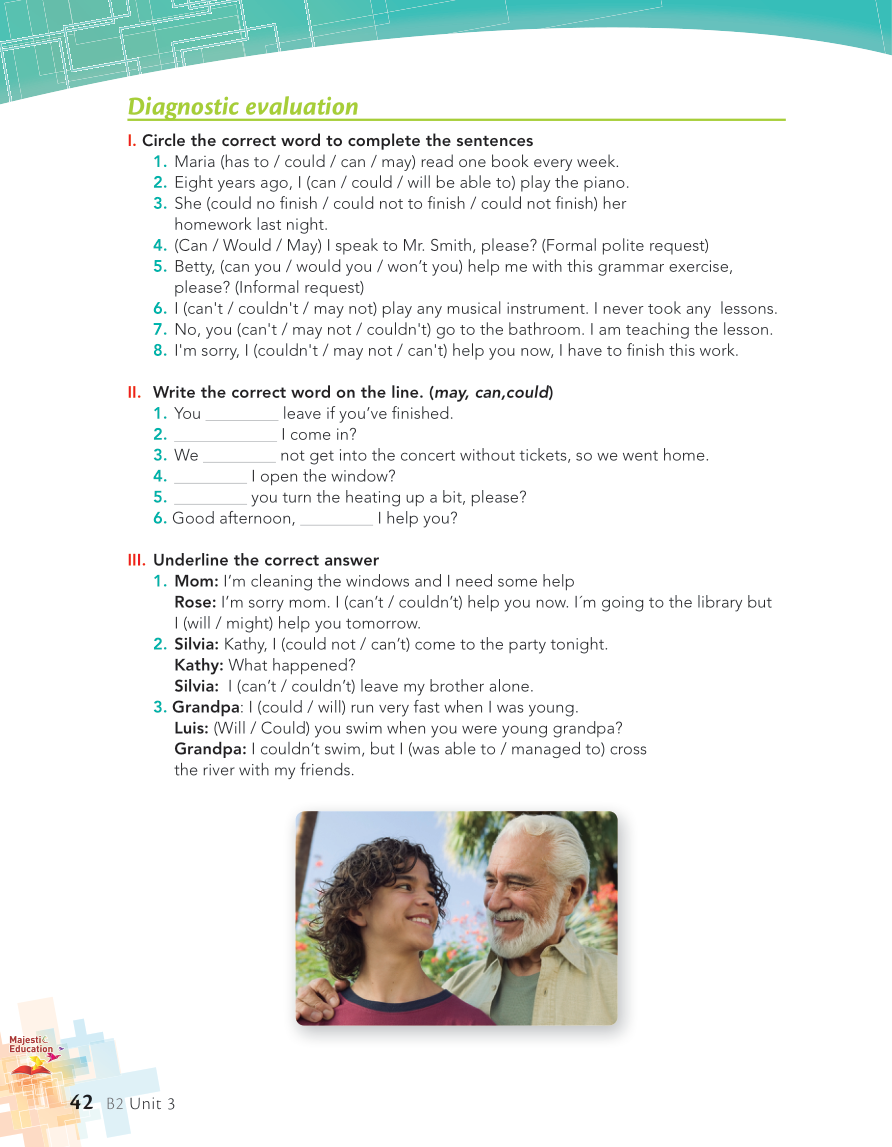 Diagnostic evaluation
I. Circle the correct word to complete the sentences
1. Maria (has to / could / can / may) read one book every week.
2. Eight years ago, I (can / could / will be able to) play the piano.
3. She (could no finish / could not to finish / could not finish) her
homework last night.
4. (Can / Would / May) I speak to Mr. Smith, please? (Formal polite request)
5. Betty, (can you / would you / won’t you) help me with this grammar exercise,
please? (Informal request)
6. I (can't / couldn't / may not) play any musical instrument. I never took any lessons.
7. No, you (can't / may not / couldn't) go to the bathroom. I am teaching the lesson.
8. I'm sorry, I (couldn't / may not / can't) help you now, I have to finish this work.
II. Write the correct word on the line. (may, can,could)
1. You _________ leave if you’ve finished.
2. _____________ I come in?
3. We _________ not get into the concert without tickets, so we went home.
4. _________ I open the window?
5. _________ you turn the heating up a bit, please?
6. Good afternoon, _________ I help you?
III. Underline the correct answer
1. Mom: I’m cleaning the windows and I need some help
Rose: I’m sorry mom. I (can’t / couldn’t) help you now. I´m going to the library but
I (will / might) help you tomorrow.
2. Silvia: Kathy, I (could not / can’t) come to the party tonight.
Kathy: What happened?
Silvia: I (can’t / couldn’t) leave my brother alone.
3. Grandpa: I (could / will) run very fast when I was young.
Luis: (Will / Could) you swim when you were young grandpa?
Grandpa: I couldn’t swim, but I (was able to / managed to) cross
the river with my friends.
Majestic
Education
42 B2 Unit 3